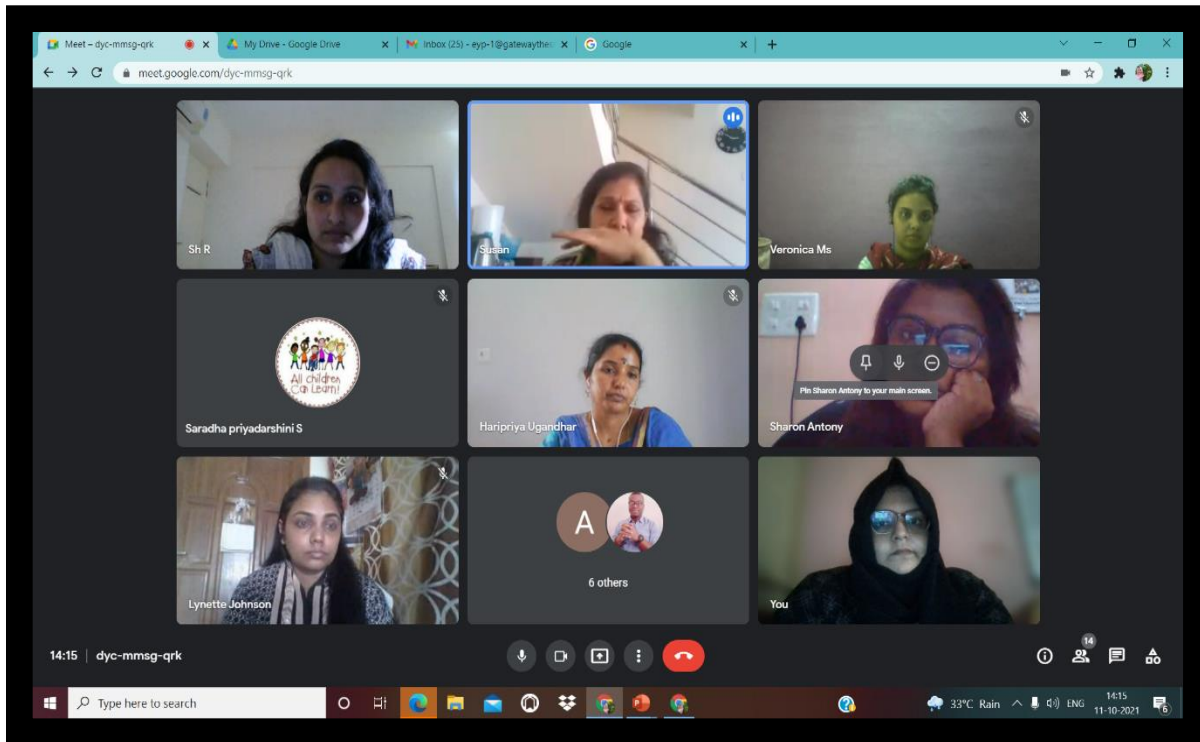 Meet – dyc-mmsg-qrk
My Drive - Google Drive
Inbox (25) - eyp-1@gatewaythe
Google
meet.google.com/dyc-mmsg-qrk
Sh R
Susan
Veronica Ms
All children
Can Learn!
Saradha priyadarshini S
Haripriya Ugandhar
Pin Sharon Antony to your main screen.
Sharon Antony
Lynette Johnson
A
6 others
You
14:15 | dyc-mmsg-qrk
14
Type here to search
33°C Rain
ENG
14:15
11-10-2021
6